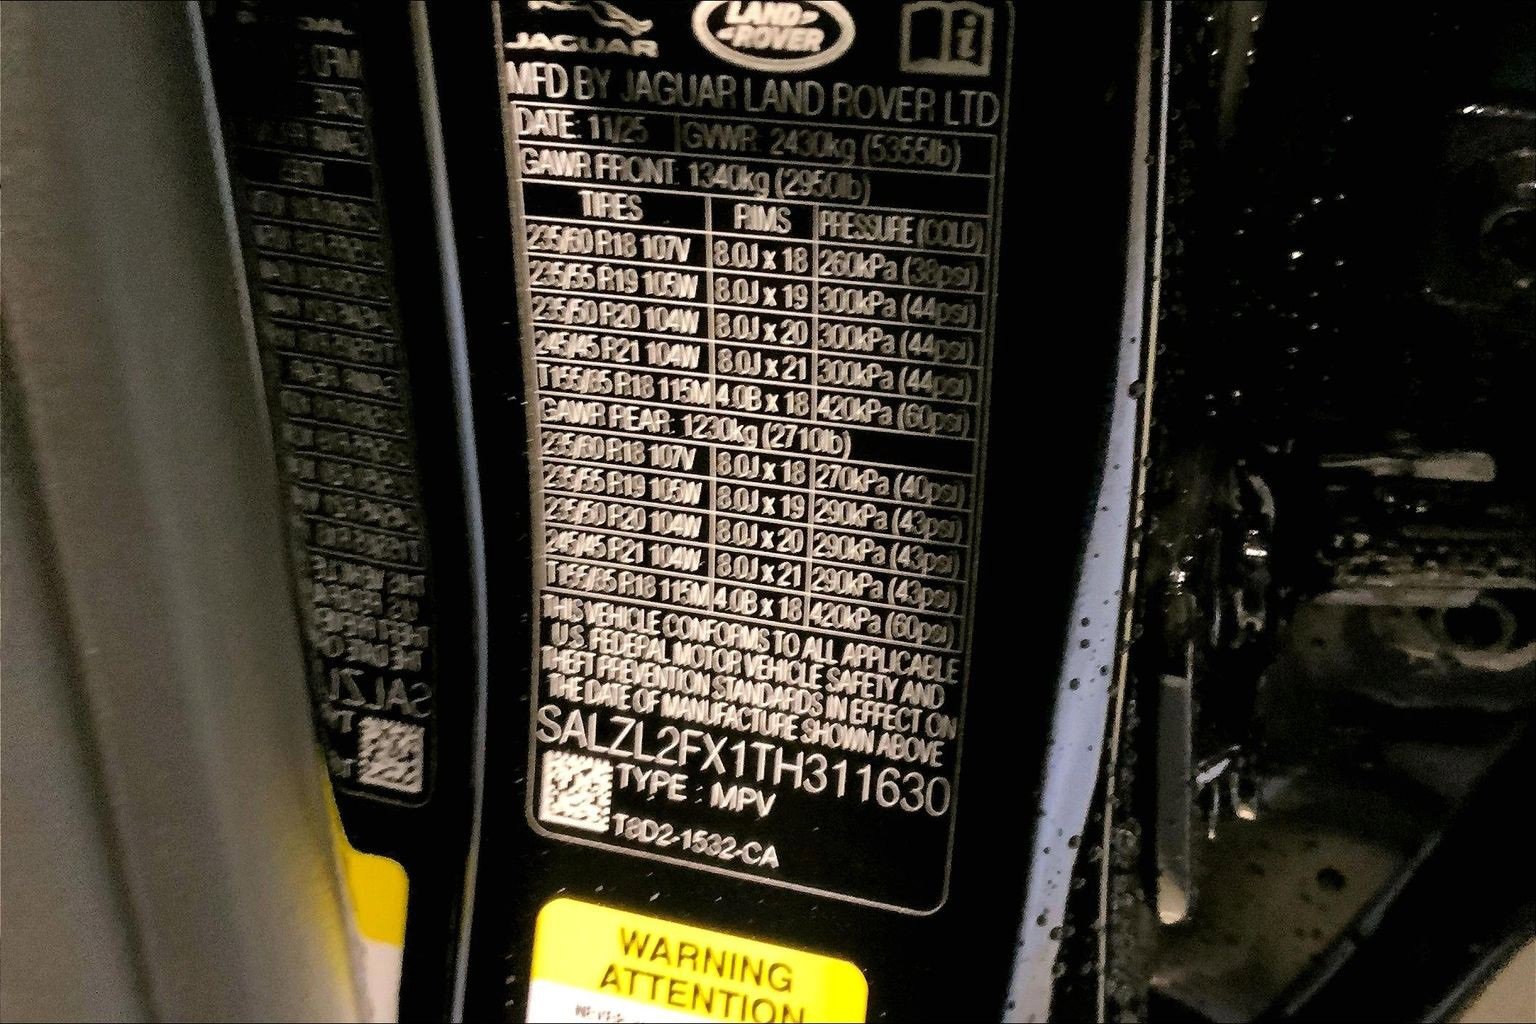 JAGUAR
LAND-
-ROVER
MFD BY JAGUAR LAND ROVER LTD
DATE: 11/25 GVWR: 2430kg (5355lb)
GAWR FRONT: 1340kg (2950lb)
TIRES RIMS PRESSURE (COLD)
235/60 R18 107V 8.0J x 18 260kPa (38psi)
235/55 R19 105W 8.0J x 19 300kPa (44psi)
235/50 R20 104W 8.0J x 20 300kPa (44psi)
245/45 R21 104W 8.0J x 21 300kPa (44psi)
T155/85 R18 115M 4.0B x 18 420kPa (60psi)
GAWR REAR: 1230kg (2710lb)
235/60 R18 107V 8.0J x 18 270kPa (40psi)
235/55 R19 105W 8.0J x 19 290kPa (43psi)
235/50 R20 104W 8.0J x 20 290kPa (43psi)
245/45 R21 104W 8.0J x 21 290kPa (43psi)
T155/85 R18 115M 4.0B x 18 420kPa (60psi)
THIS VEHICLE CONFORMS TO ALL APPLICABLE
U.S. FEDERAL MOTOR VEHICLE SAFETY AND
THEFT PREVENTION STANDARDS IN EFFECT ON
THE DATE OF MANUFACTURE SHOWN ABOVE
SALZL2FX1TH311630
TYPE : MPV
T8D2-1532-CA
WARNING
ATTENTION